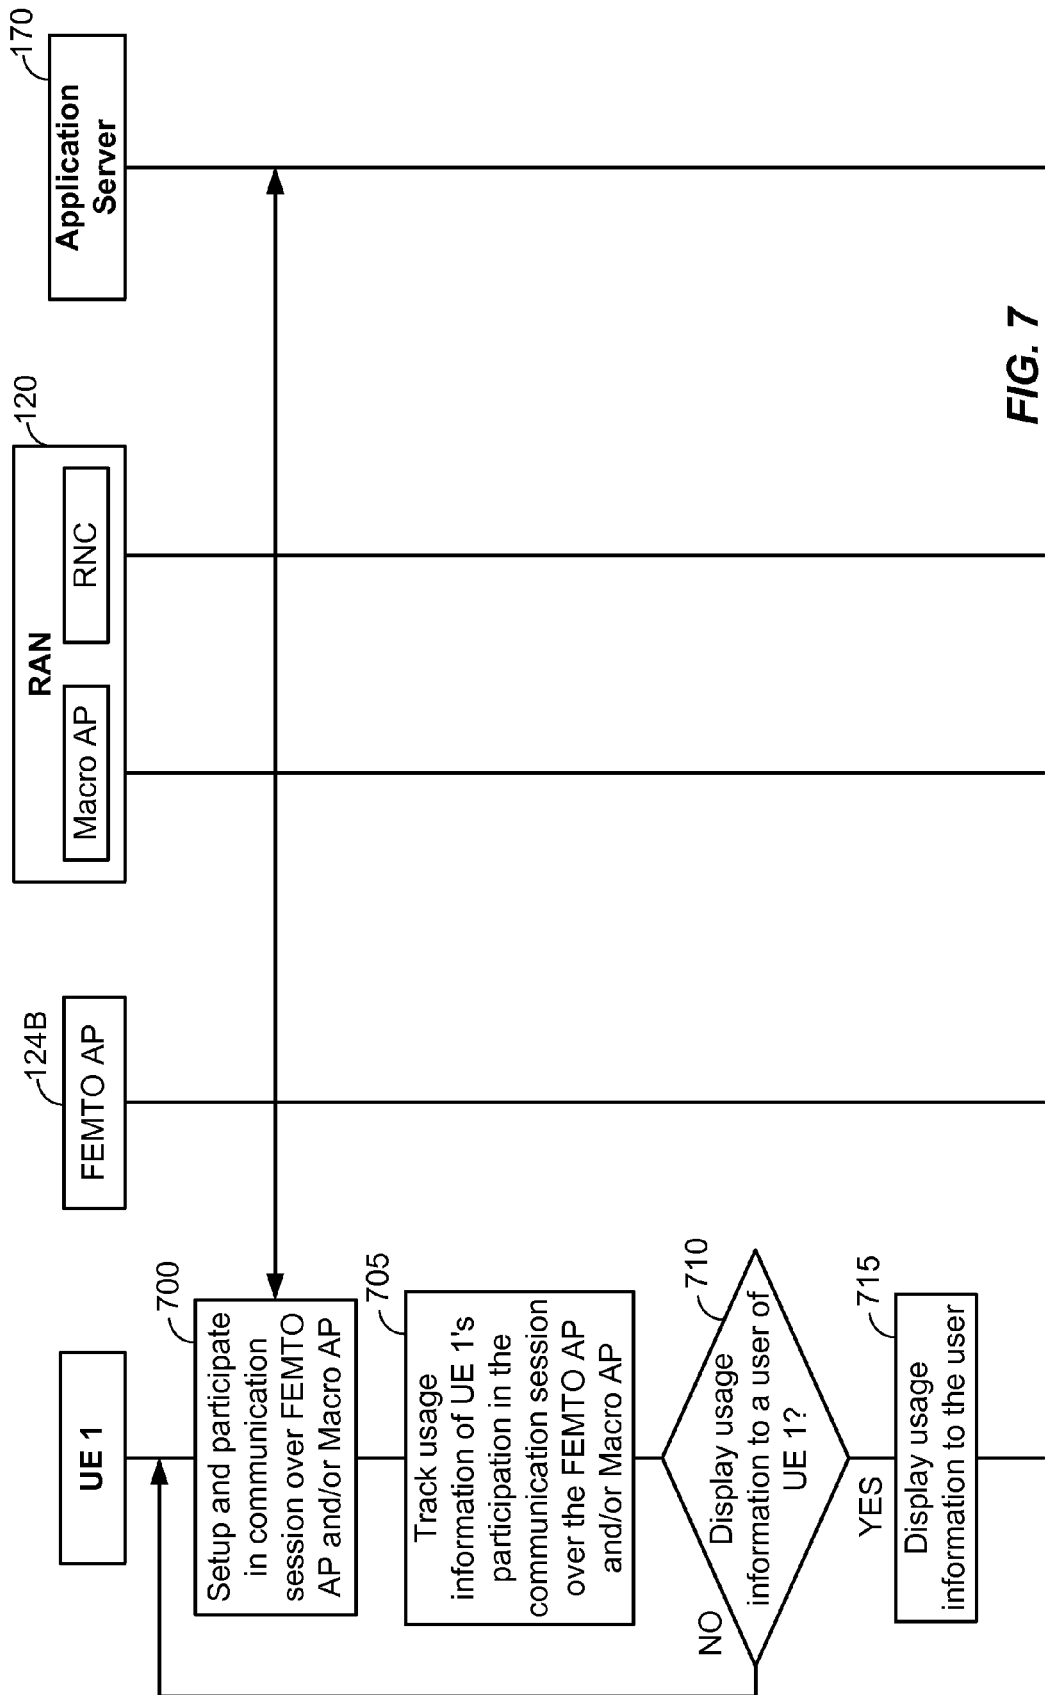 UE 1
124B
FEMTO AP
120
RAN
Macro AP
RNC
170
Application
Server
700
Setup and participate
in communication
session over FEMTO
AP and/or Macro AP
705
Track usage
information of UE 1's
participation in the
communication session
over the FEMTO AP
and/or Macro AP
710
Display usage
information to a user of
UE 1?
NO
YES
715
Display usage
information to the user
FIG. 7